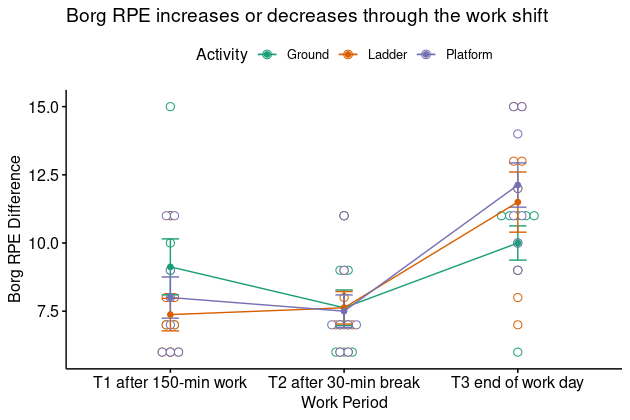 Borg RPE increases or decreases through the work shift
Activity Ground Ladder Platform
Borg RPE Difference
15.0
12.5
10.0
7.5
T1 after 150-min work T2 after 30-min break T3 end of work day
Work Period